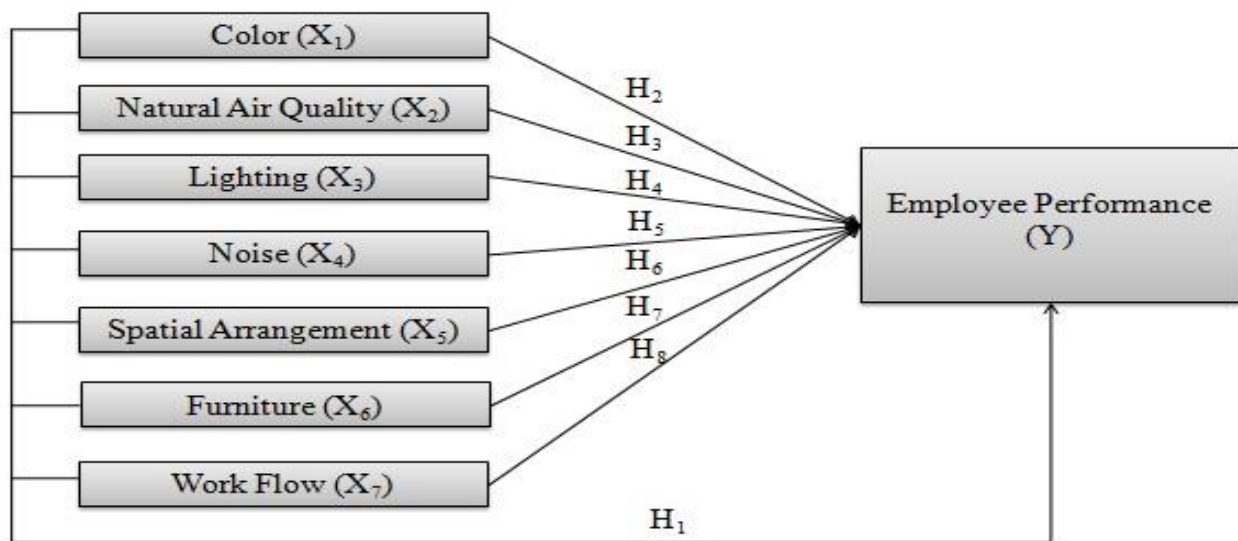 Color (X₁)
Natural Air Quality (X₂)
Lighting (X₃)
Noise (X₄)
Spatial Arrangement (X₅)
Furniture (X₆)
Work Flow (X₇)
H₂
H₃
H₄
H₅
H₆
H₇
H₈
H₁
Employee Performance
(Y)